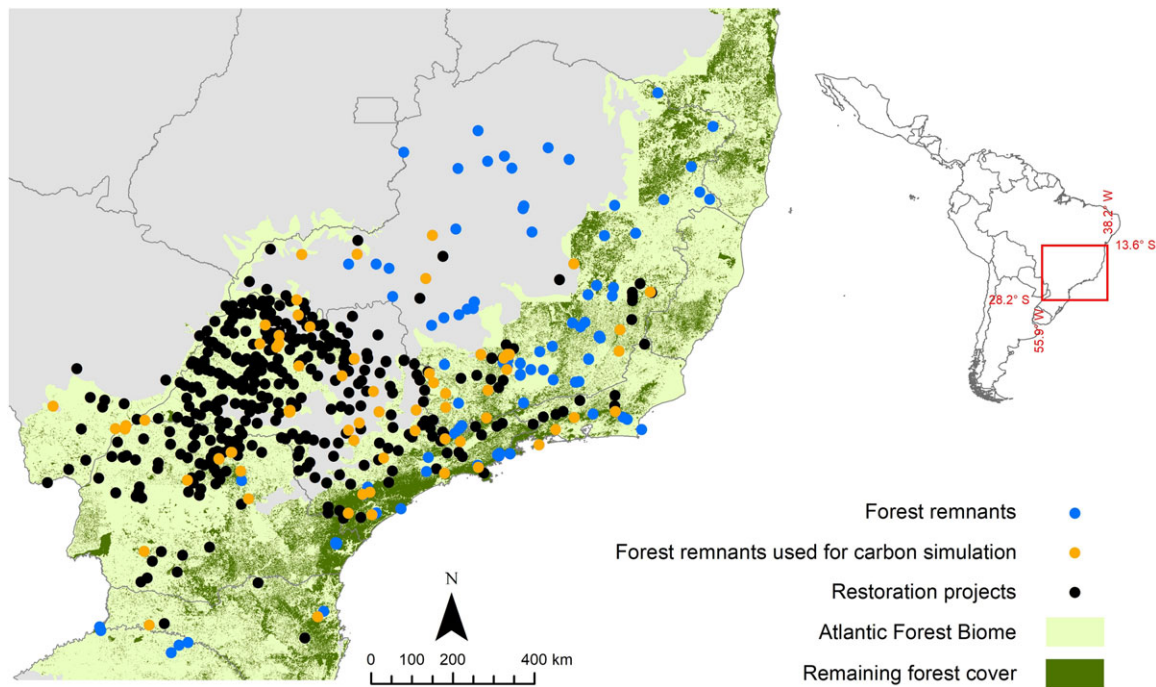 38.2° W
13.6° S
28.2° S
55.9° W
Forest remnants
Forest remnants used for carbon simulation
Restoration projects
Atlantic Forest Biome
Remaining forest cover
N
0 100 200 400 km